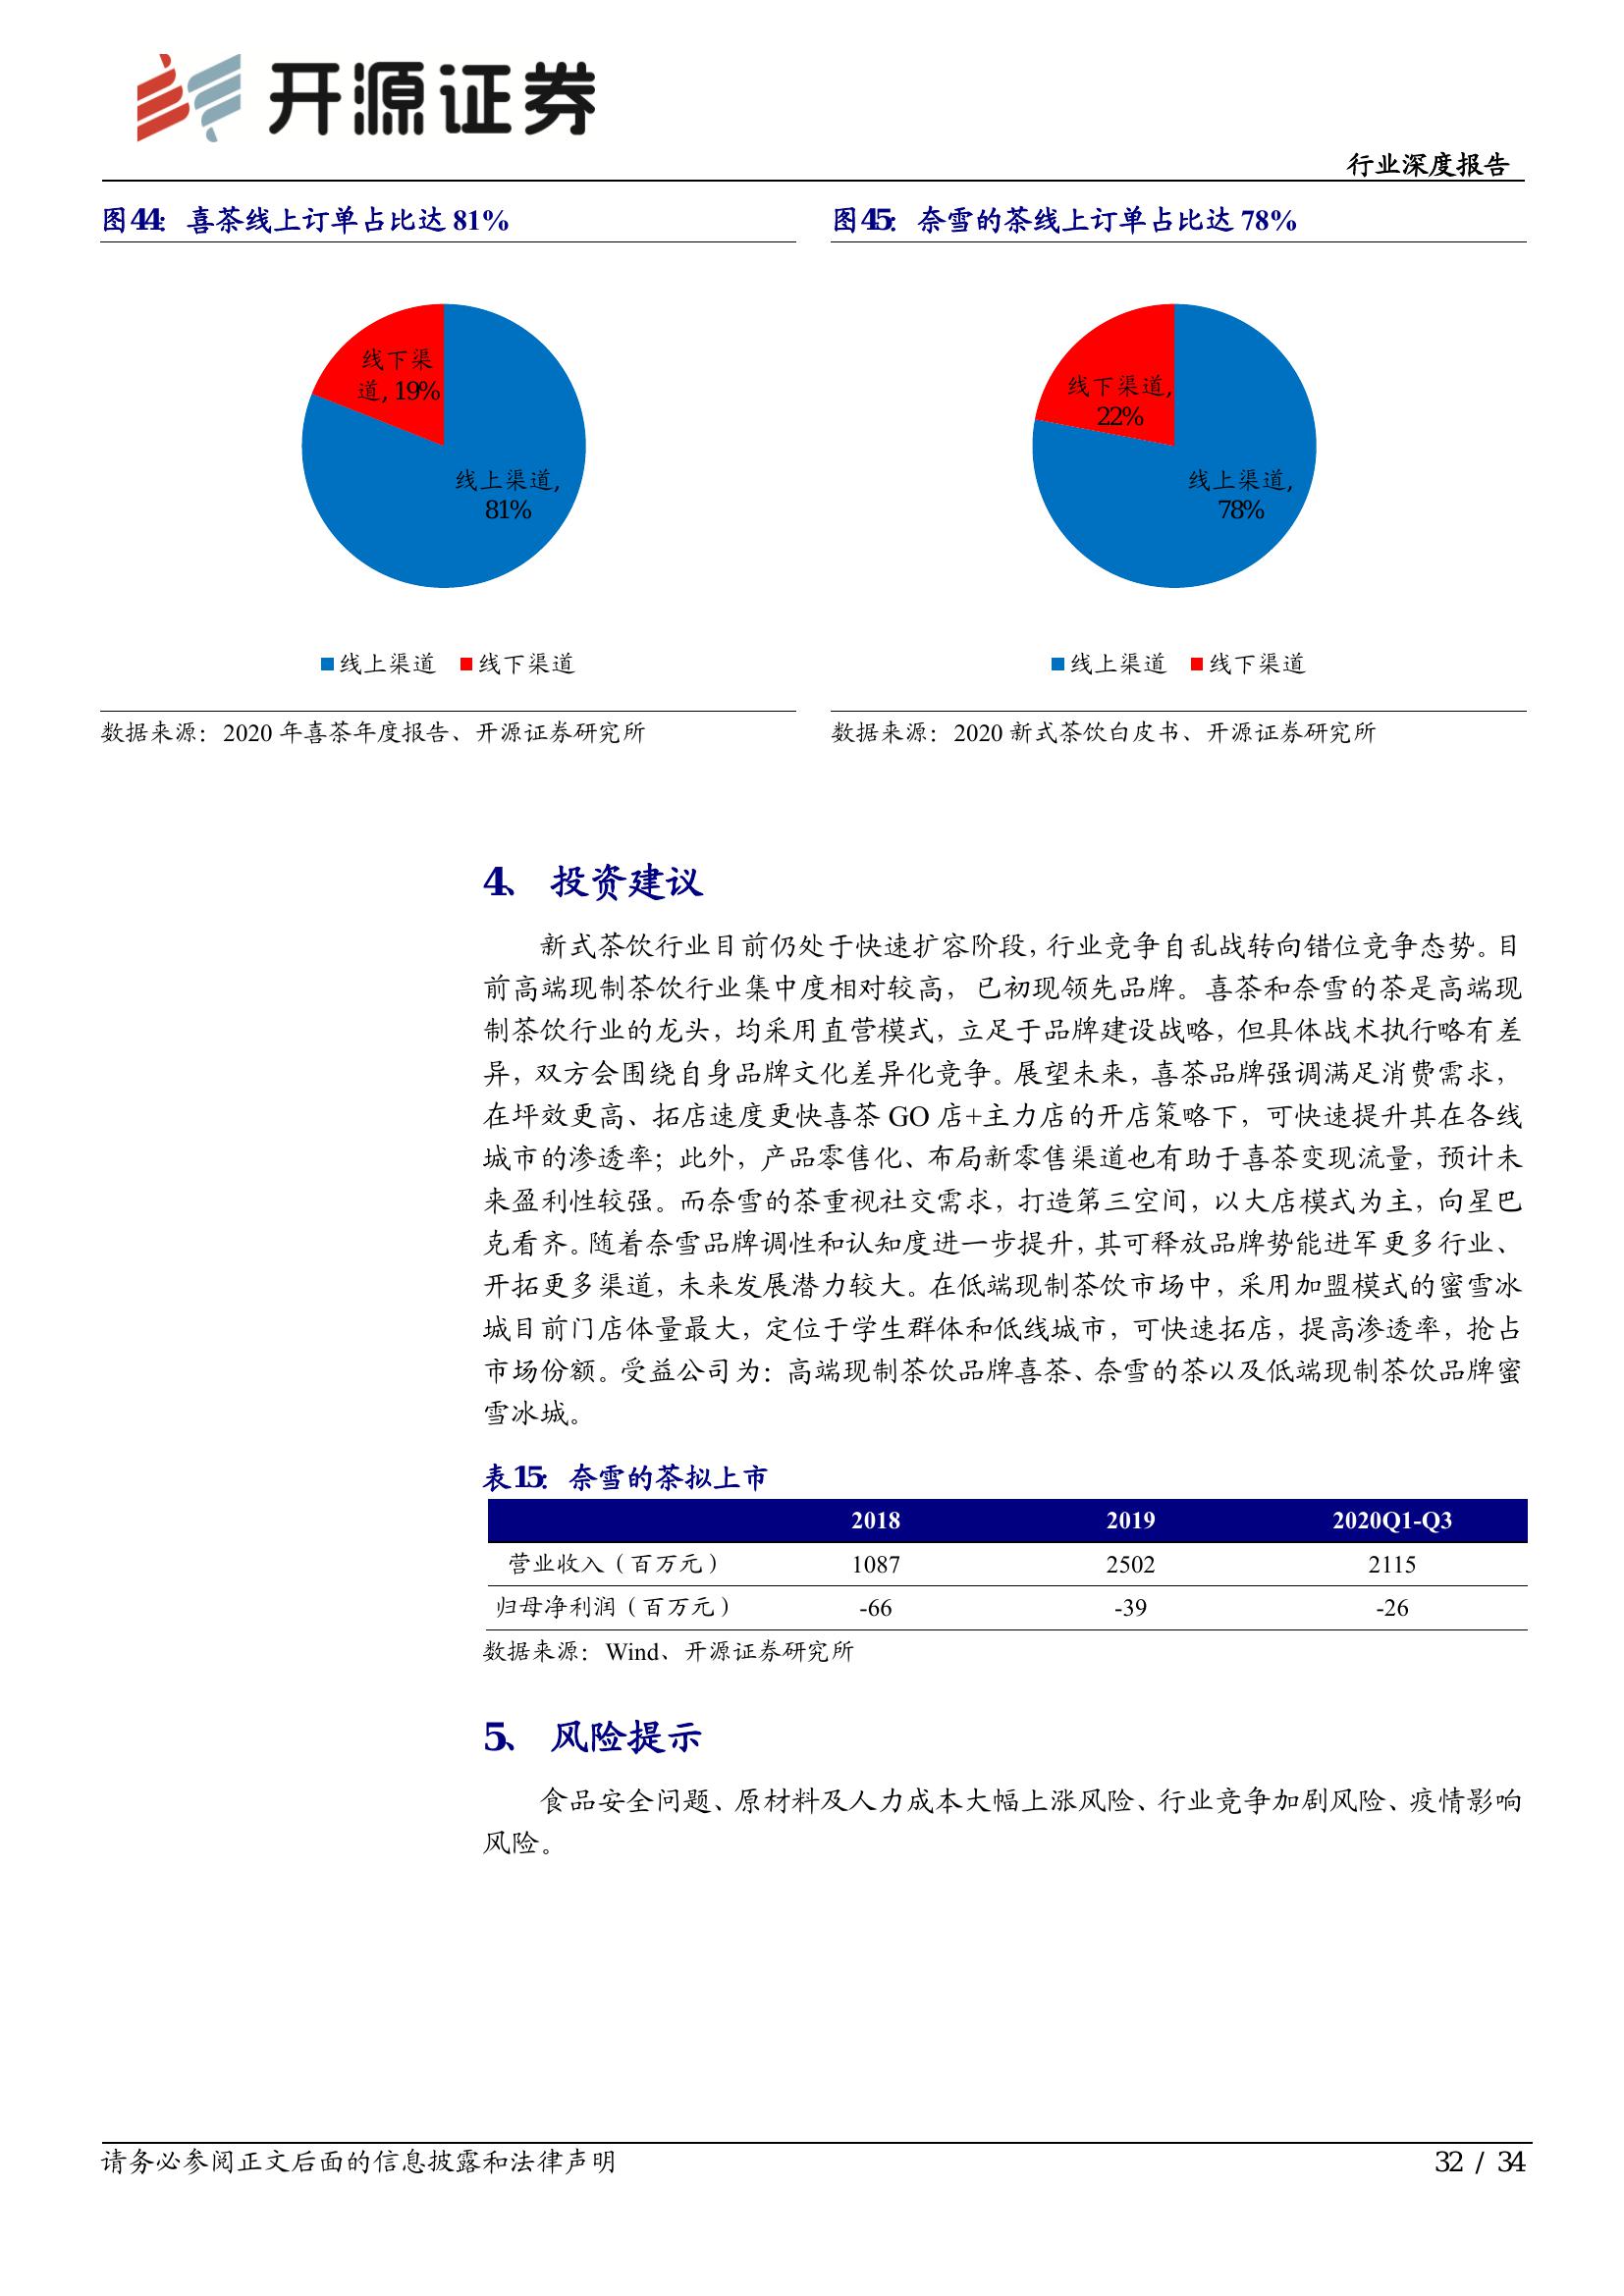 开源证券
行业深度报告
图44： 喜茶线上订单占比达 81%
线下渠
道, 19%
线上渠道,
81%
线上渠道 线下渠道
数据来源：2020 年喜茶年度报告、开源证券研究所
图45： 奈雪的茶线上订单占比达 78%
线下渠道,
22%
线上渠道,
78%
线上渠道 线下渠道
数据来源：2020 新式茶饮白皮书、开源证券研究所
4、 投资建议
新式茶饮行业目前仍处于快速扩容阶段，行业竞争自乱战转向错位竞争态势。目
前高端现制茶饮行业集中度相对较高，已初现领先品牌。喜茶和奈雪的茶是高端现
制茶饮行业的龙头，均采用直营模式，立足于品牌建设战略，但具体战术执行略有差
异，双方会围绕自身品牌文化差异化竞争。展望未来，喜茶品牌强调满足消费需求，
在坪效更高、拓店速度更快喜茶 GO 店+主力店的开店策略下，可快速提升其在各线
城市的渗透率；此外，产品零售化、布局新零售渠道也有助于喜茶变现流量，预计未
来盈利性较强。而奈雪的茶重视社交需求，打造第三空间，以大店模式为主，向星巴
克看齐。随着奈雪品牌调性和认知度进一步提升，其可释放品牌势能进军更多行业、
开拓更多渠道，未来发展潜力较大。在低端现制茶饮市场中，采用加盟模式的蜜雪冰
城目前门店体量最大，定位于学生群体和低线城市，可快速拓店，提高渗透率，抢占
市场份额。受益公司为：高端现制茶饮品牌喜茶、奈雪的茶以及低端现制茶饮品牌蜜
雪冰城。
表15： 奈雪的茶拟上市
2018 2019 2020Q1-Q3
营业收入（百万元） 1087 2502 2115
归母净利润（百万元） -66 -39 -26
数据来源：Wind、开源证券研究所
5、 风险提示
食品安全问题、原材料及人力成本大幅上涨风险、行业竞争加剧风险、疫情影响
风险。
请务必参阅正文后面的信息披露和法律声明
32 / 34